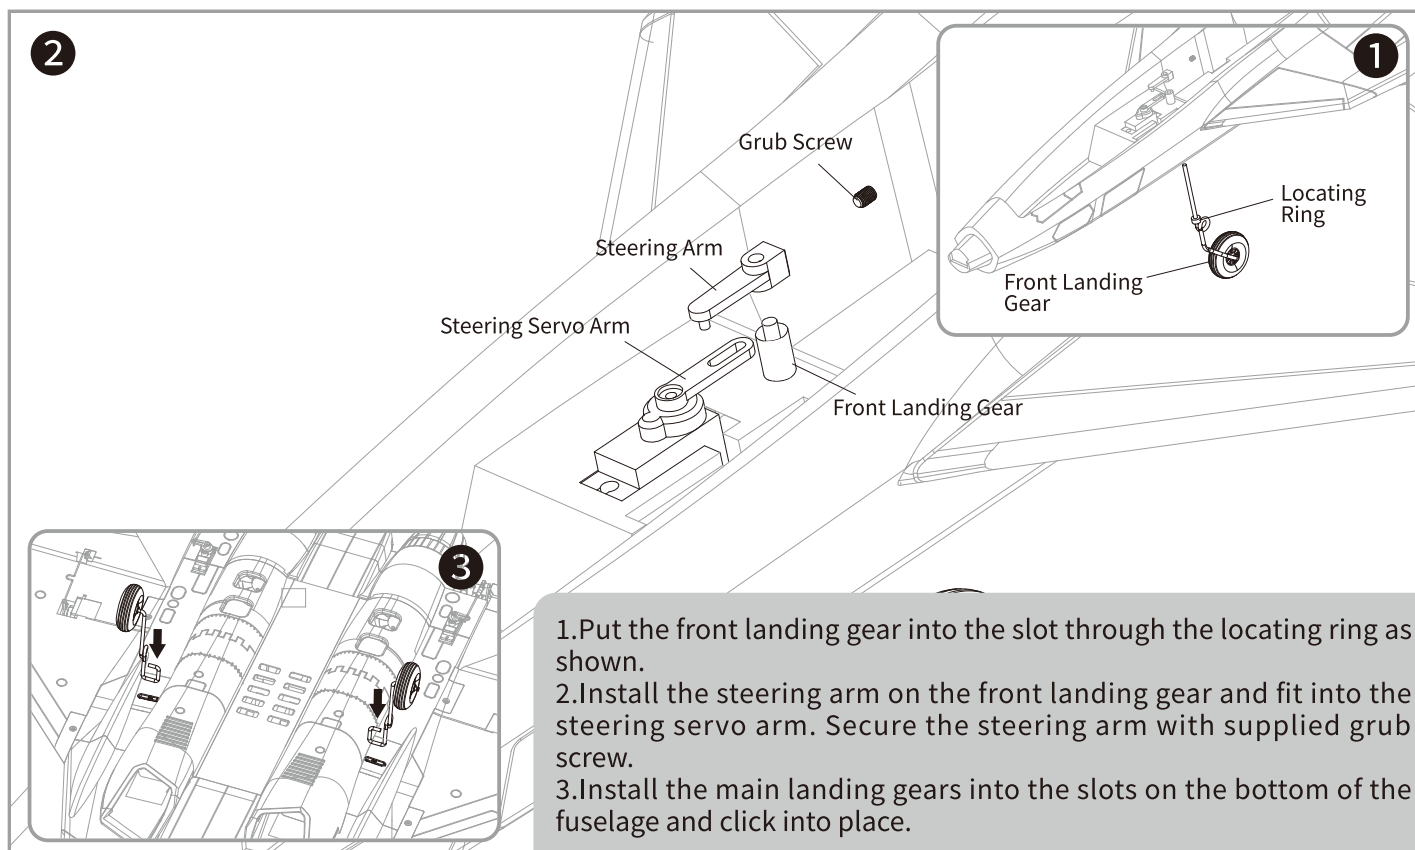 2
1
Grub Screw
Locating
Ring
Steering Arm
Front Landing
Gear
Steering Servo Arm
Front Landing Gear
3
1.Put the front landing gear into the slot through the locating ring as
shown.
2.Install the steering arm on the front landing gear and fit into the
steering servo arm. Secure the steering arm with supplied grub
screw.
3.Install the main landing gears into the slots on the bottom of the
fuselage and click into place.